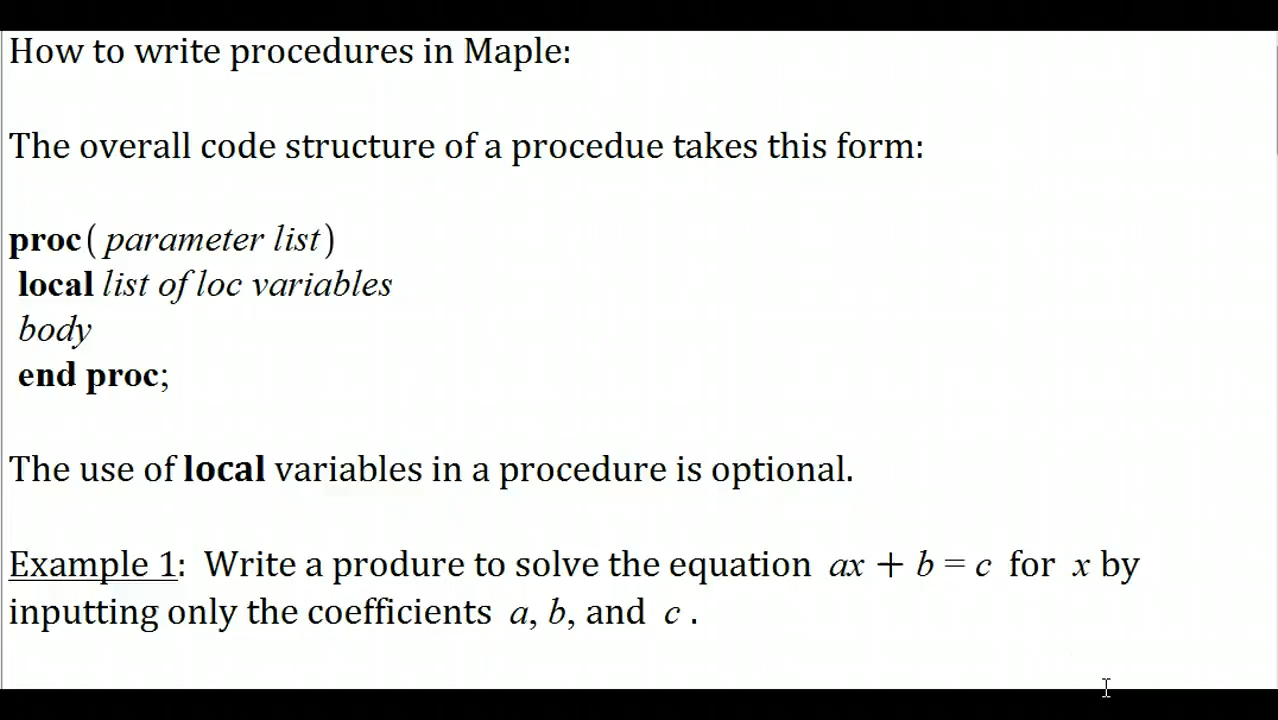 How to write procedures in Maple:
The overall code structure of a procedue takes this form:
proc( parameter list)
local list of loc variables
body
end proc;
The use of local variables in a procedure is optional.
Example 1: Write a produre to solve the equation ax + b = c for x by
inputting only the coefficients a, b, and c .